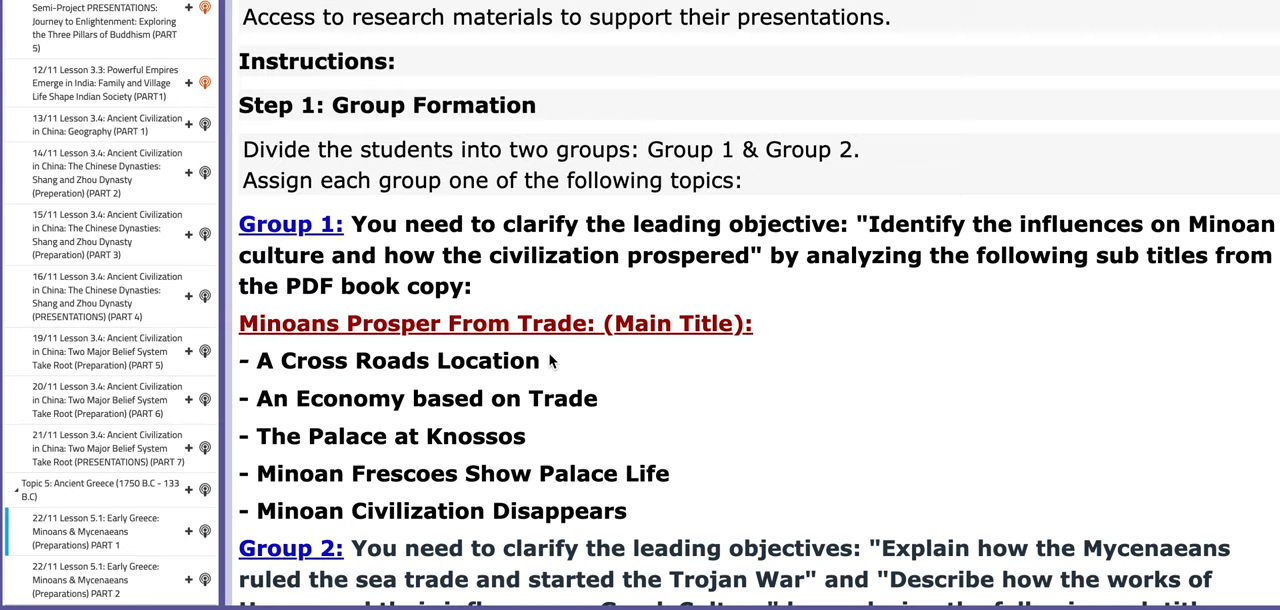 Semi-Project PRESENTATIONS:
Journey to Enlightenment: Exploring
the Three Pillars of Buddhism (PART
5)
12/11 Lesson 3.3: Powerful Empires
Emerge in India: Family and Village
Life Shape Indian Society (PART1)
13/11 Lesson 3.4: Ancient Civilization
in China: Geography (PART 1)
14/11 Lesson 3.4: Ancient Civilization
in China: The Chinese Dynasties:
Shang and Zhou Dynasty
(Preperation) (PART 2)
15/11 Lesson 3.4: Ancient Civilization
in China: The Chinese Dynasties:
Shang and Zhou Dynasty
(Preparation) (PART 3)
16/11 Lesson 3.4: Ancient Civilization
in China: The Chinese Dynasties:
Shang and Zhou Dynasty
(PRESENTATIONS) (PART 4)
19/11 Lesson 3.4: Ancient Civilization
in China: Two Major Belief System
Take Root (Preparation) (PART 5)
20/11 Lesson 3.4: Ancient Civilization
in China: Two Major Belief System
Take Root (Preparation) (PART 6)
21/11 Lesson 3.4: Ancient Civilization
in China: Two Major Belief System
Take Root (PRESENTATIONS) (PART 7)
Topic 5: Ancient Greece (1750 B.C - 133
B.C)
22/11 Lesson 5.1: Early Greece:
Minoans & Mycenaeans
(Preparations) PART 1
22/11 Lesson 5.1: Early Greece:
Minoans & Mycenaeans
(Preparations) PART 2
Access to research materials to support their presentations.
Instructions:
Step 1: Group Formation
Divide the students into two groups: Group 1 & Group 2.
Assign each group one of the following topics:
Group 1: You need to clarify the leading objective: "Identify the influences on Minoan
culture and how the civilization prospered" by analyzing the following sub titles from
the PDF book copy:
Minoans Prosper From Trade: (Main Title):
- A Cross Roads Location
- An Economy based on Trade
- The Palace at Knossos
- Minoan Frescoes Show Palace Life
- Minoan Civilization Disappears
Group 2: You need to clarify the leading objectives: "Explain how the Mycenaeans
ruled the sea trade and started the Trojan War" and "Describe how the works of